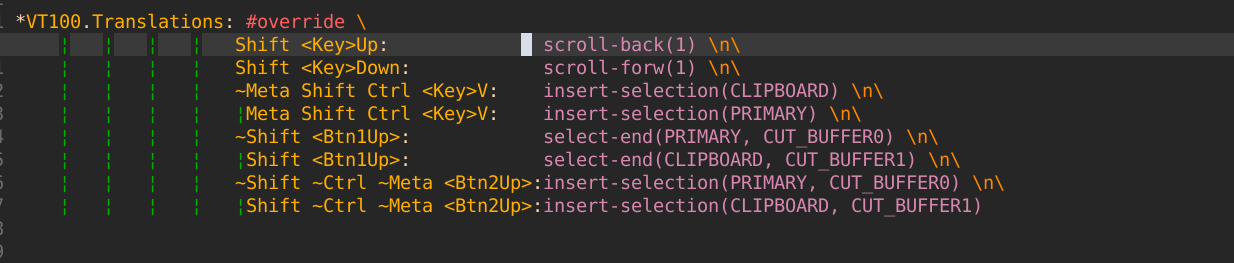 *VT100.Translations: #override \
Shift <Key>Up: scroll-back(1) \n\
Shift <Key>Down: scroll-forw(1) \n\
~Meta Shift Ctrl <Key>V: insert-selection(CLIPBOARD) \n\
Meta Shift Ctrl <Key>V: insert-selection(PRIMARY) \n\
~Shift <Btn1Up>: select-end(PRIMARY, CUT_BUFFER0) \n\
Shift <Btn1Up>: select-end(CLIPBOARD, CUT_BUFFER1) \n\
~Shift ~Ctrl ~Meta <Btn2Up>:insert-selection(PRIMARY, CUT_BUFFER0) \n\
Shift ~Ctrl ~Meta <Btn2Up>:insert-selection(CLIPBOARD, CUT_BUFFER1)